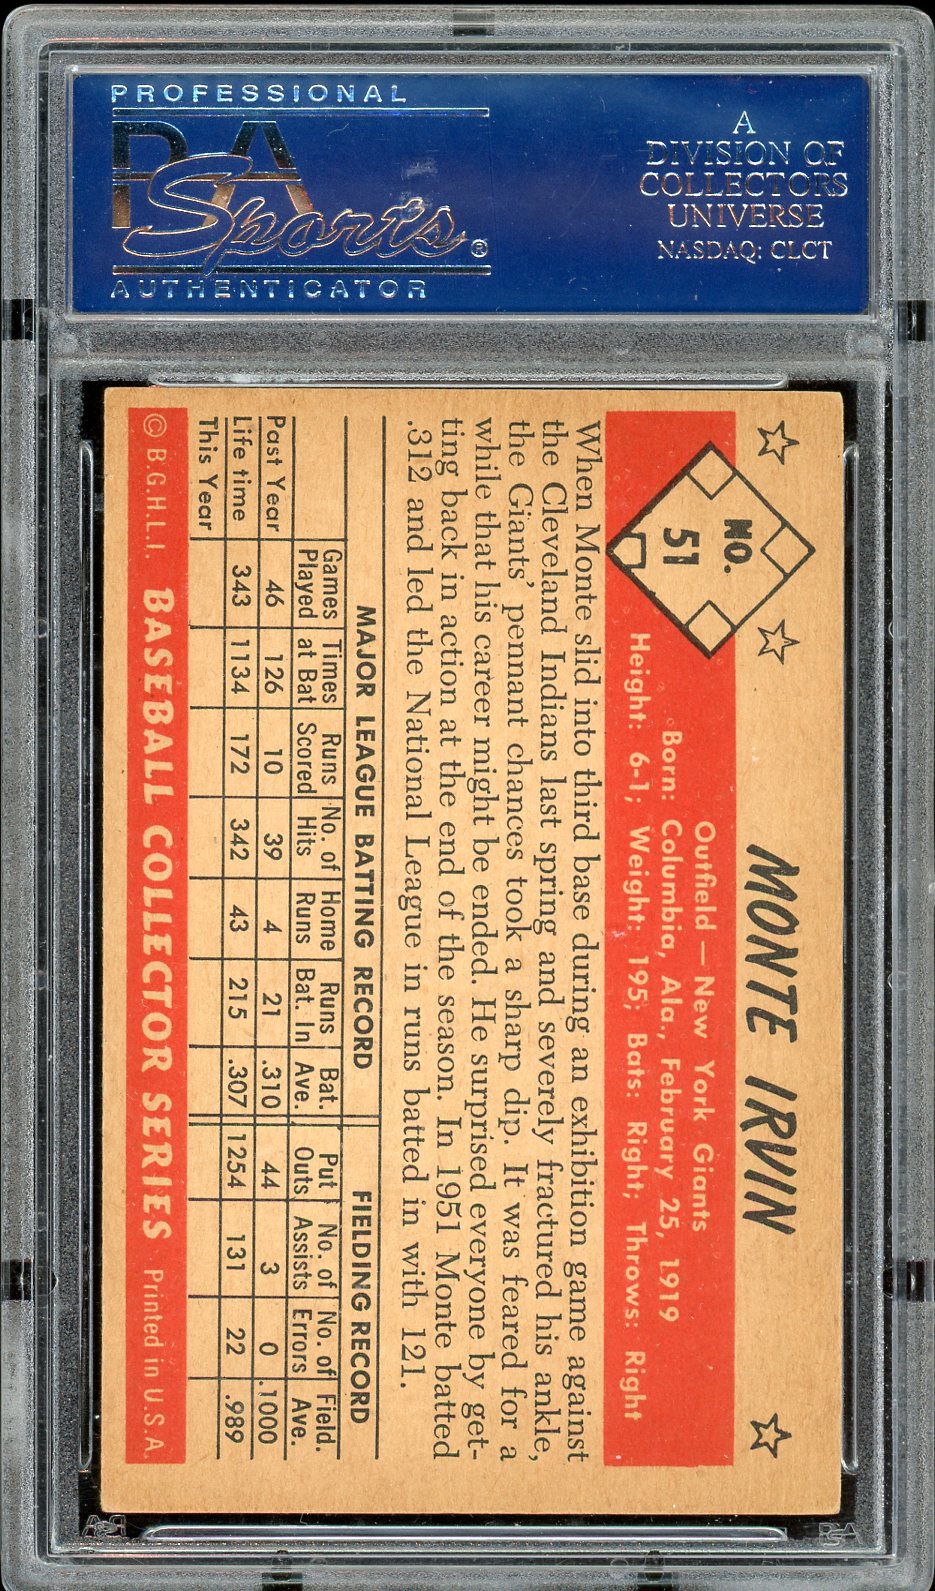 PROFESSIONAL
PSA
Sports®
AUTHENTICATOR
A
DIVISION OF
COLLECTORS
UNIVERSE
NASDAQ: CLCT
MONTE IRVIN
NO.
51
Outfield—New York Giants
Born: Columbia, Ala., February 25, 1919
Height: 6-1; Weight: 195; Bats: Right; Throws: Right
When Monte slid into third base during an exhibition game against
the Cleveland Indians last spring and severely fractured his ankle,
the Giants' pennant chances took a sharp dip. It was feared for a
while that his career might be ended. He surprised everyone by get-
ting back in action at the end of the season. In 1951 Monte batted
.312 and led the National League in runs batted in with 121.
MAJOR LEAGUE BATTING RECORD FIELDING RECORD
Games Times Runs No. of Home Runs Bat. Put No. of No. of Field.
Played at Bat Scored Hits Runs Bat. In Ave. Outs Assists Errors Ave.
Past Year 46 126 10 39 4 21 .310 44 3 0 .1000
Life time 343 1134 172 342 43 215 .307 1254 131 22 .989
This Year
© B.G.H.L.I. BASEBALL COLLECTOR SERIES Printed in U.S.A.
PSA
PSA